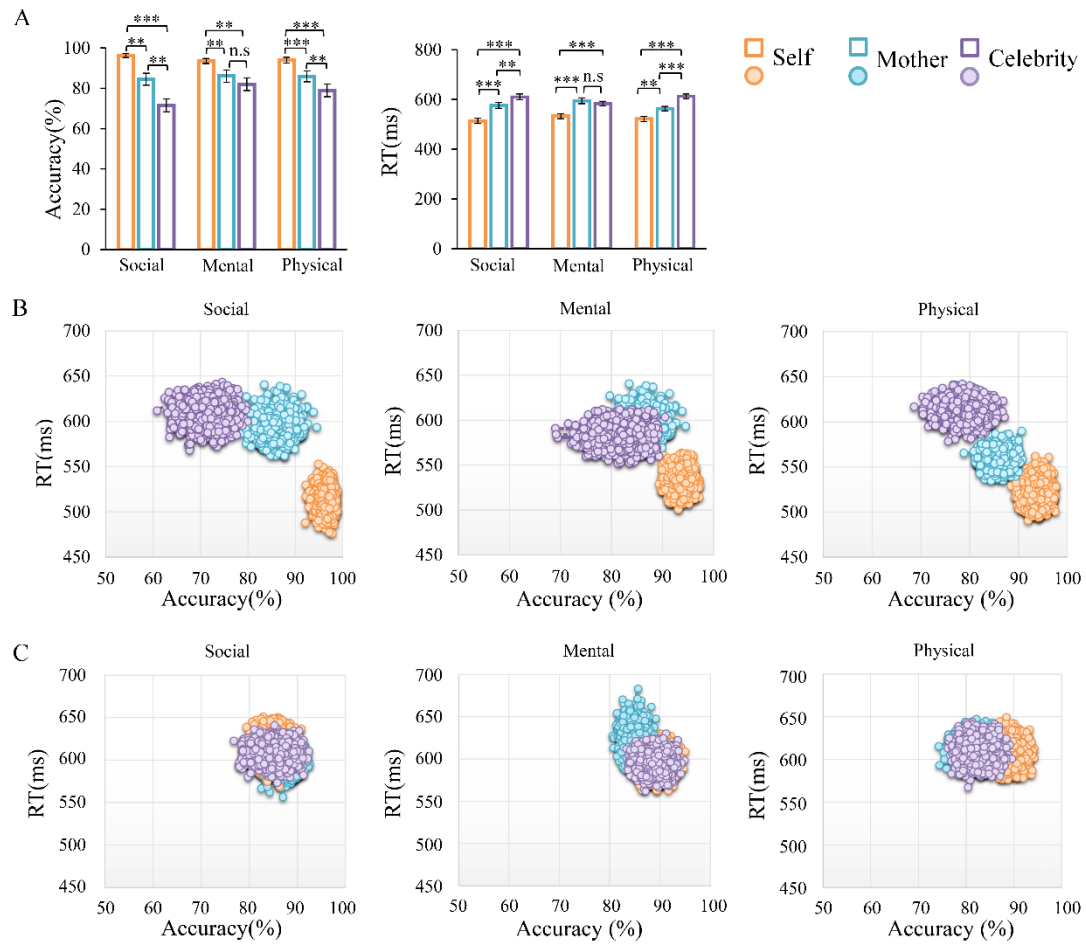 A
Accuracy(%)
100
80
60
40
20
0
*** ** **
** ** n.s
*** *** **
Social Mental Physical
RT(ms)
800
600
400
200
0
*** *** **
*** *** n.s
*** ** ***
Social Mental Physical
Self Mother Celebrity
B
Social
RT(ms)
700
650
600
550
500
450
50 60 70 80 90 100
Accuracy(%)
Mental
RT(ms)
700
650
600
550
500
450
50 60 70 80 90 100
Accuracy(%)
Physical
RT(ms)
700
650
600
550
500
450
50 60 70 80 90 100
Accuracy (%)
C
Social
RT(ms)
700
650
600
550
500
450
50 60 70 80 90 100
Accuracy(%)
Mental
RT(ms)
700
650
600
550
500
450
50 60 70 80 90 100
Accuracy(%)
Physical
RT(ms)
700
650
600
550
500
450
50 60 70 80 90 100
Accuracy(%)